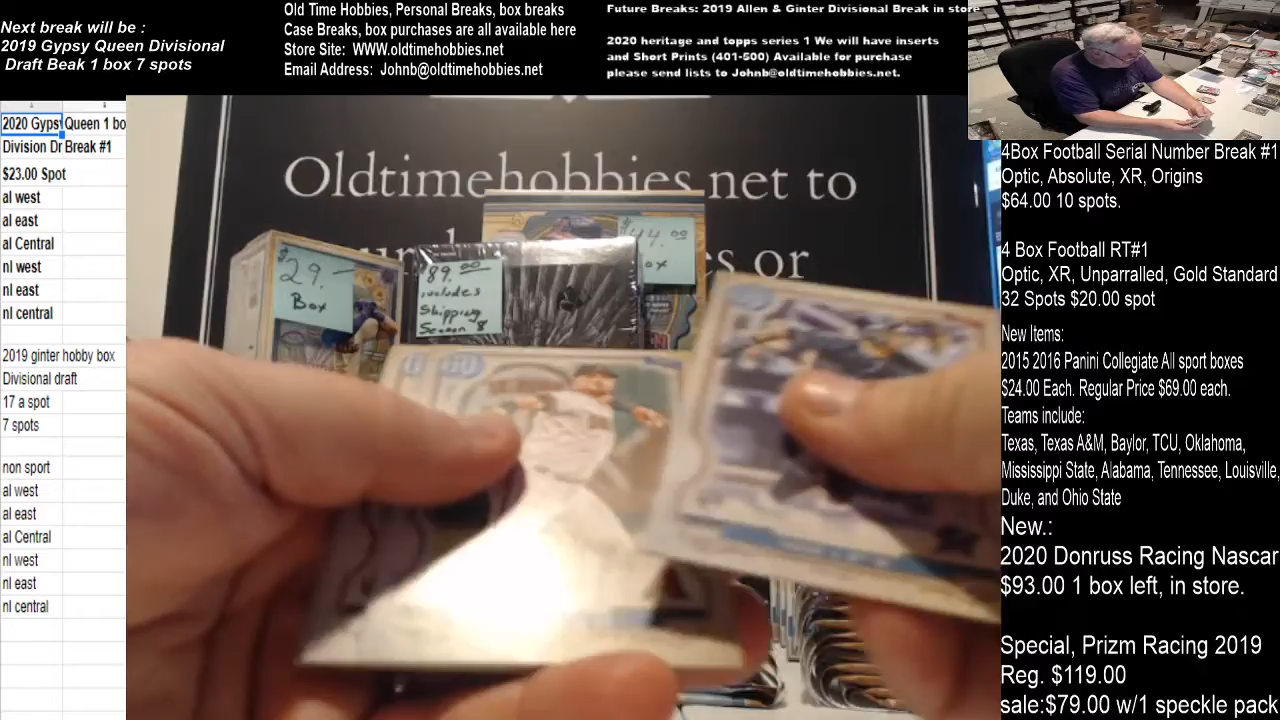 Next break will be :
2019 Gypsy Queen Divisional
Draft Beak 1 box 7 spots
Old Time Hobbies, Personal Breaks, box breaks
Case Breaks, box purchases are all available here
Store Site: WWW.oldtimehobbies.net
Email Address: Johnb@oldtimehobbies.net
Future Breaks: 2019 Allen & Ginter Divisional Break in store
2020 heritage and topps series 1 We will have inserts
and Short Prints (401-500) Available for purchase
please send lists to Johnb@oldtimehobbies.net.
2020 Gypsy Queen 1 bo
Division Dr Break #1
$23.00 Spot
al west
al east
al Central
nl west
nl east
nl central
2019 ginter hobby box
Divisional draft
17 a spot
7 spots
non sport
al west
al east
al Central
nl west
nl east
nl central
Oldtimehobbies.net to
or
$29.-
Box
$89.00
includes
Shipping
Season 8
$44.00
ox
4Box Football Serial Number Break #1
Optic, Absolute, XR, Origins
$64.00 10 spots.
4 Box Football RT#1
Optic, XR, Unparralled, Gold Standard
32 Spots $20.00 spot
New Items:
2015 2016 Panini Collegiate All sport boxes
$24.00 Each. Regular Price $69.00 each.
Teams include:
Texas, Texas A&M, Baylor, TCU, Oklahoma,
Mississippi State, Alabama, Tennessee, Louisville,
Duke, and Ohio State
New.:
2020 Donruss Racing Nascar
$93.00 1 box left, in store.
Special, Prizm Racing 2019
Reg. $119.00
sale:$79.00 w/1 speckle pack